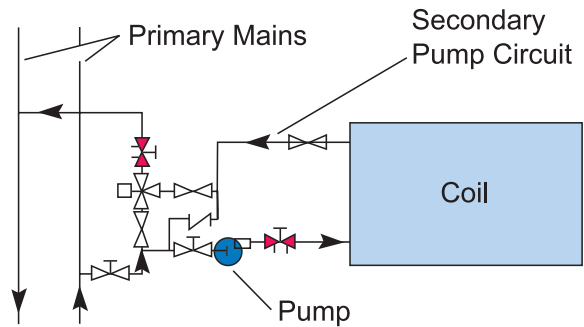 Primary Mains
Secondary
Pump Circuit
Coil
Pump